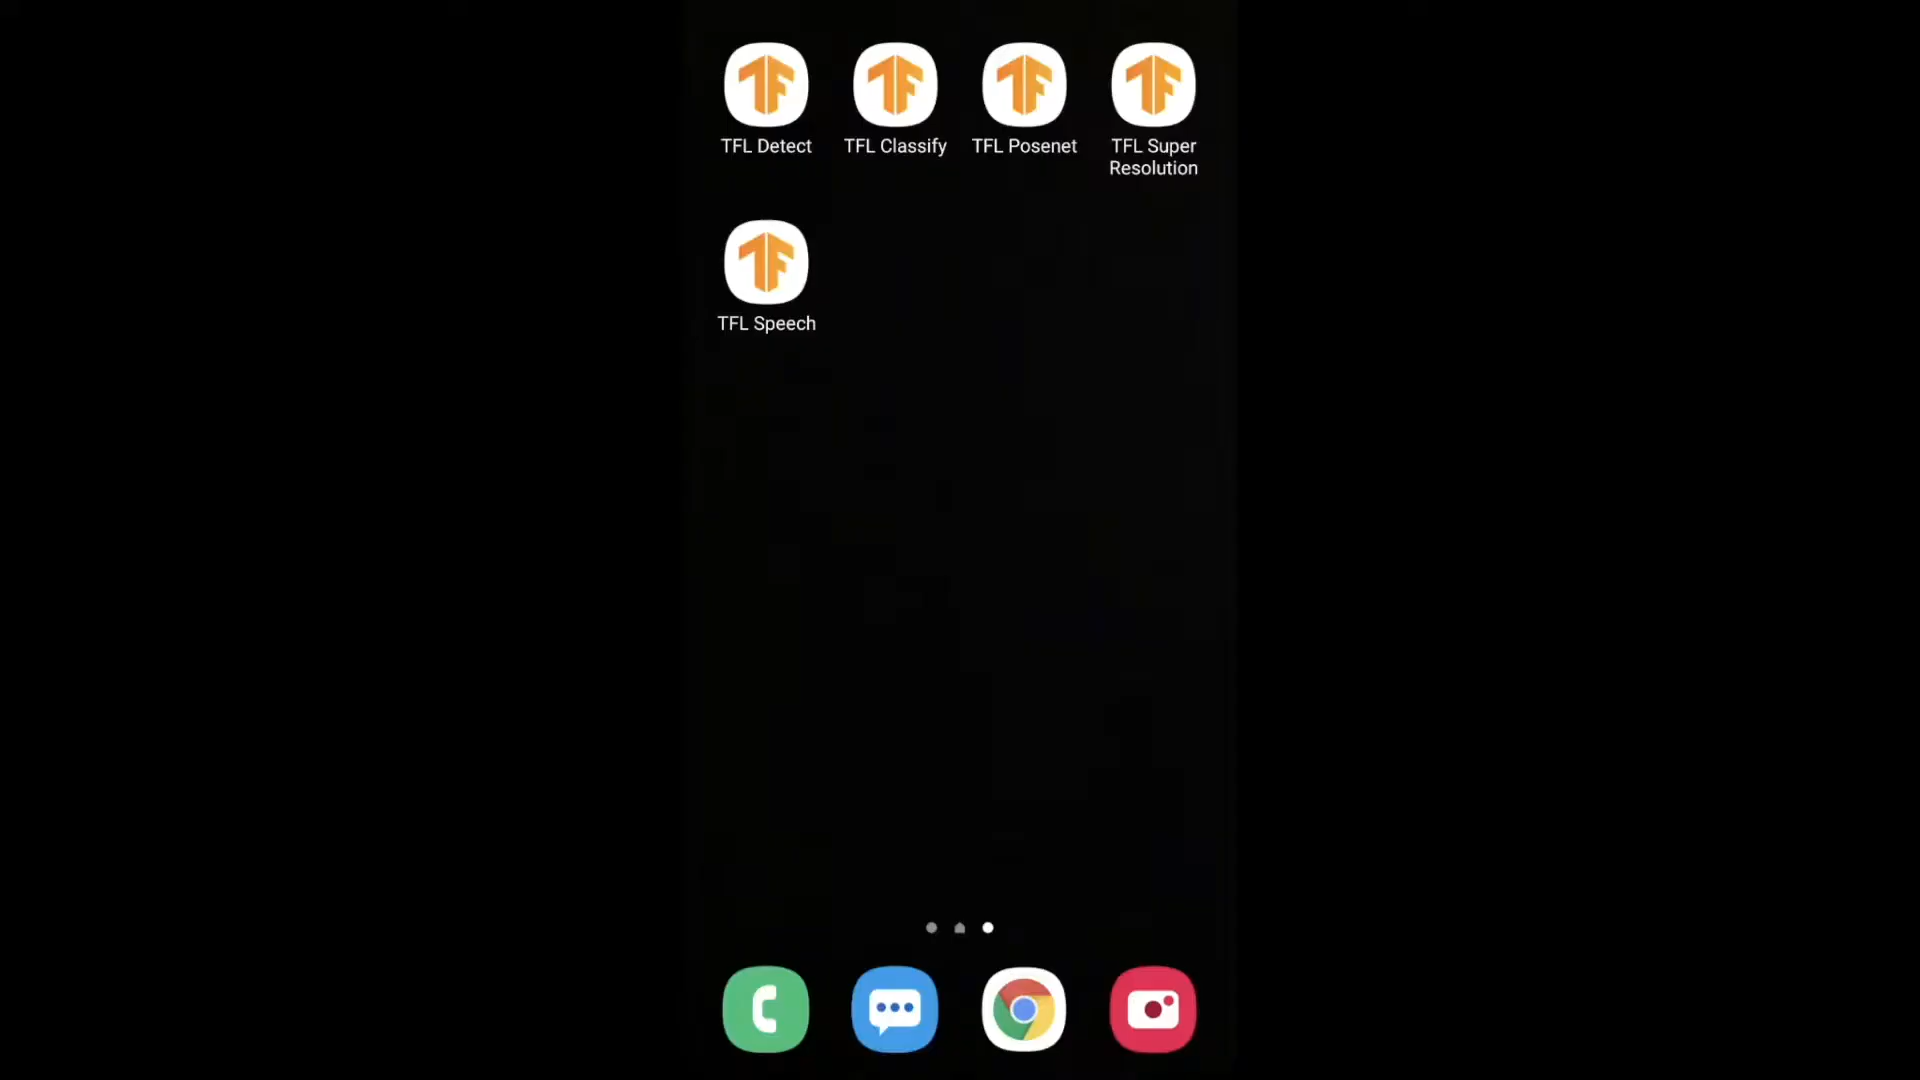 TFL Detect
TFL Classify
TFL Posenet
TFL Super
Resolution
TFL Speech